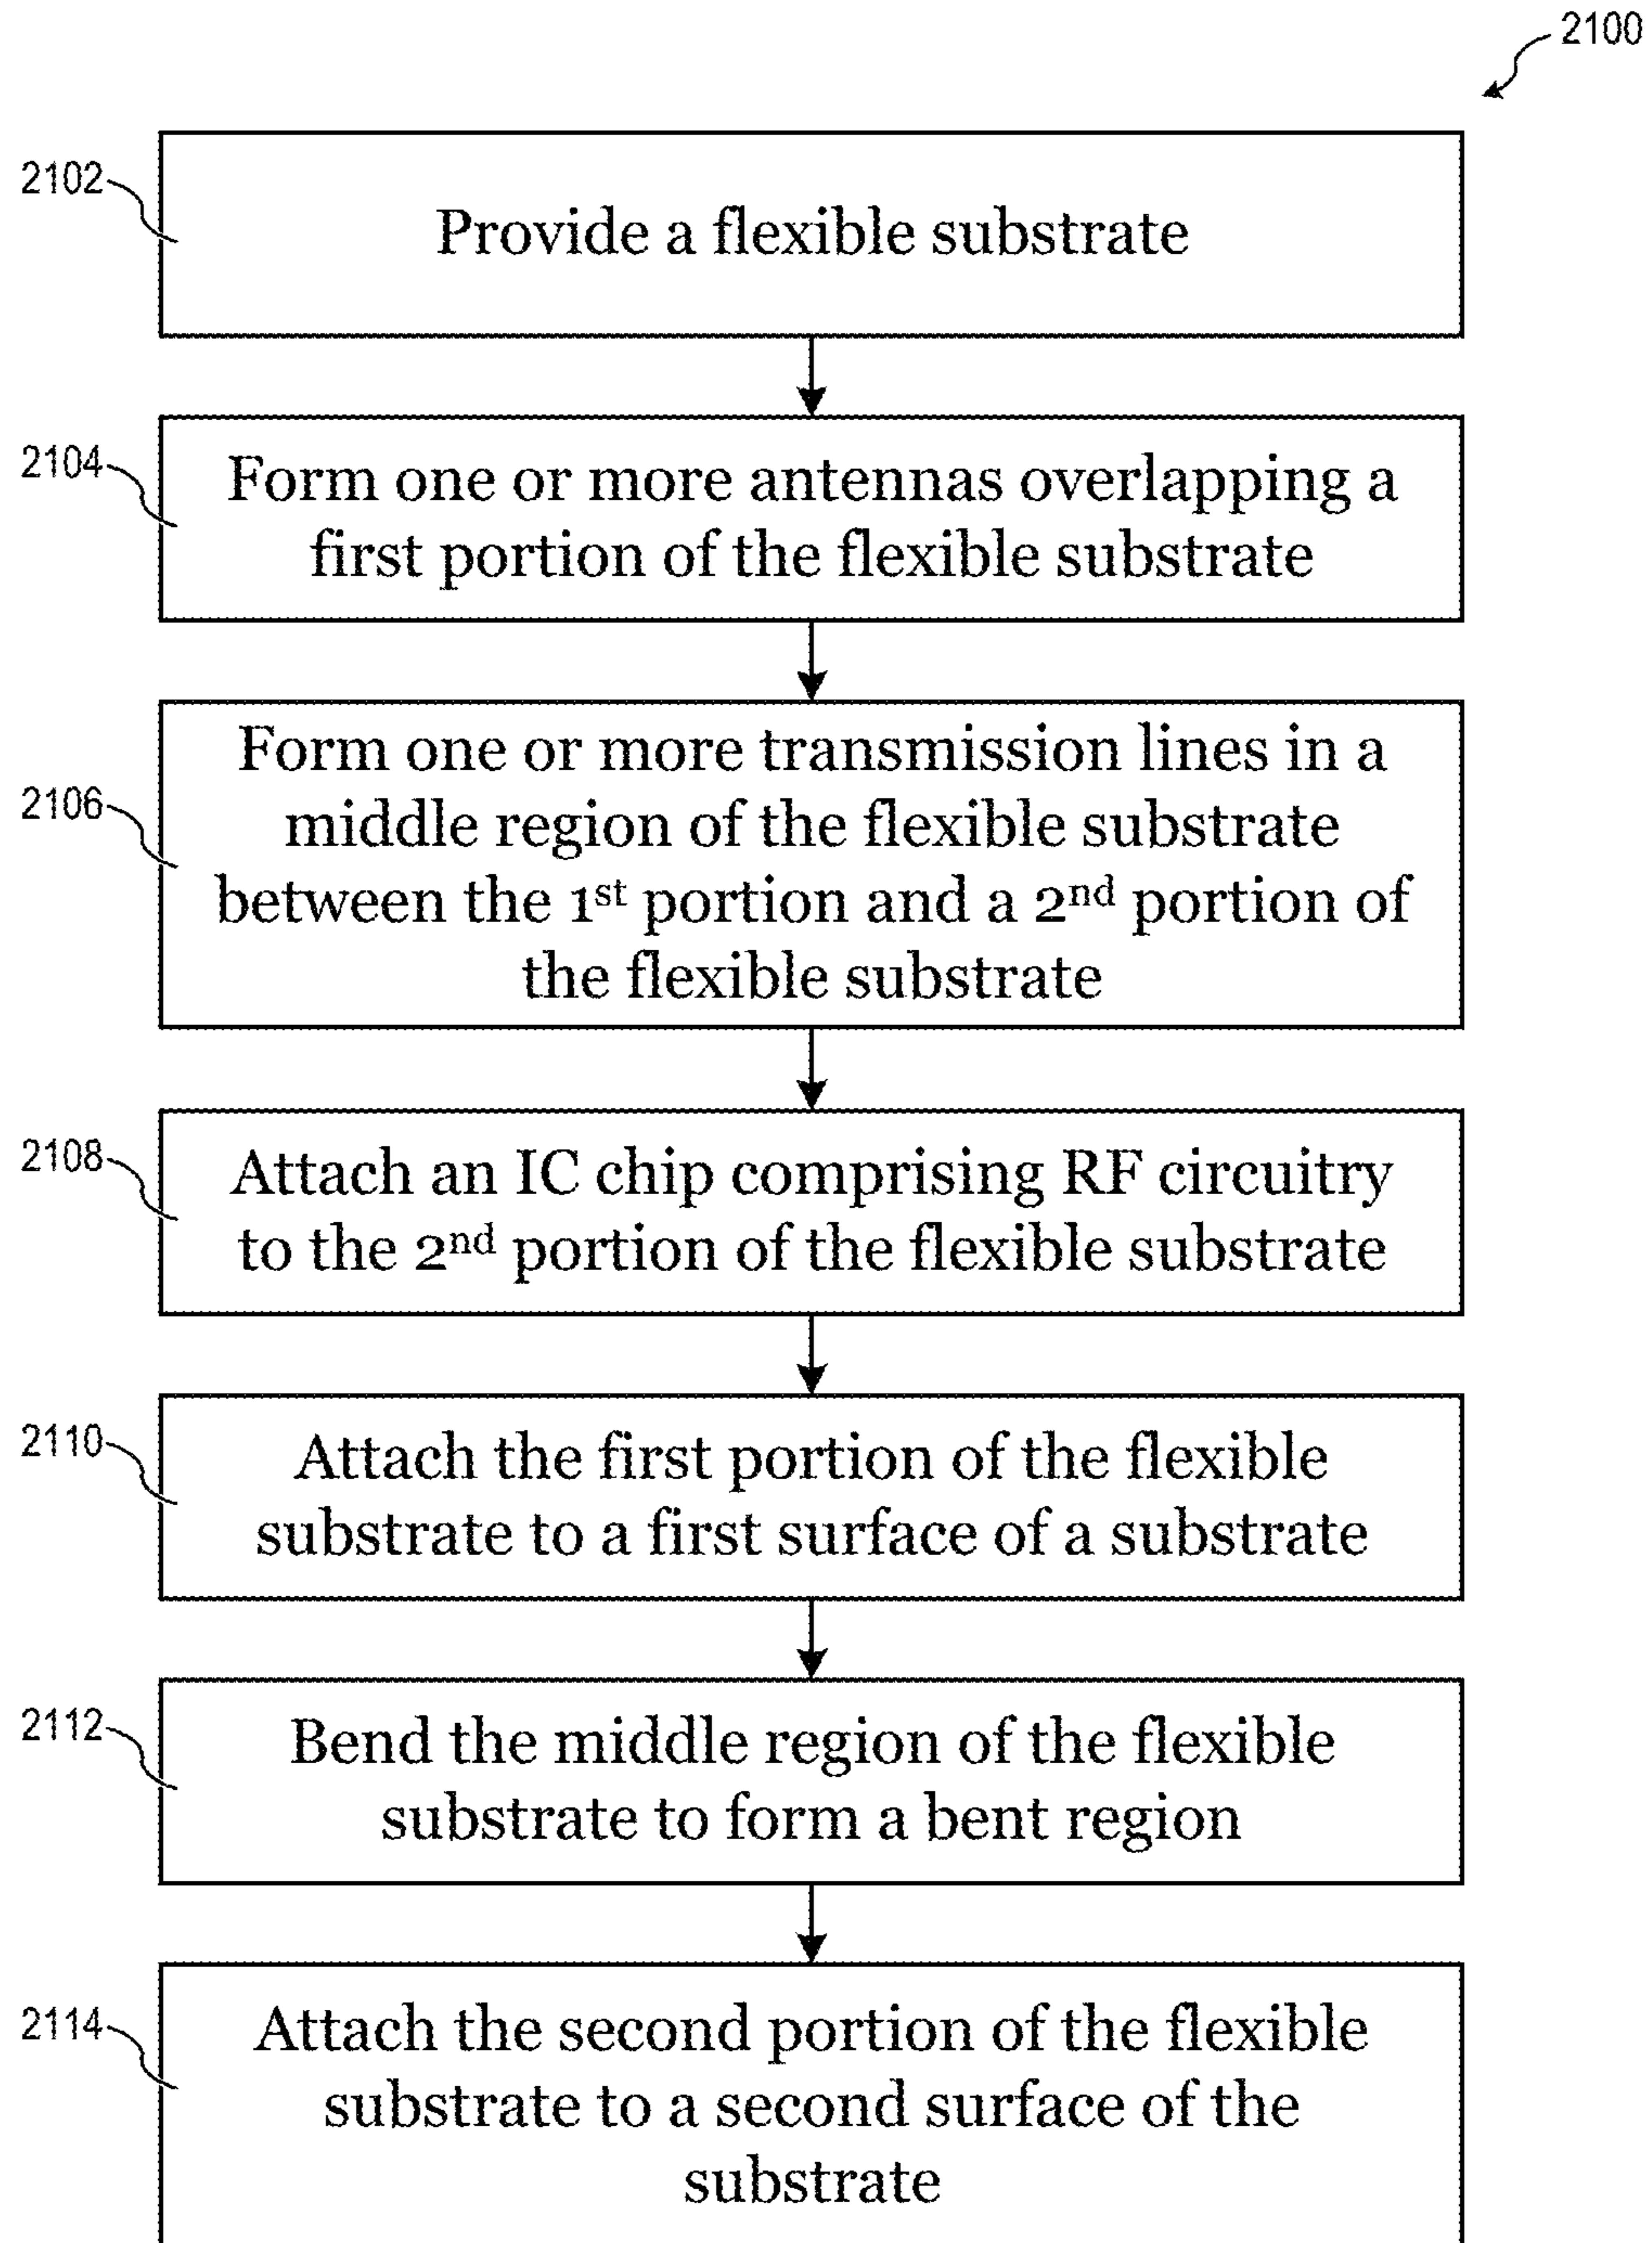 2100
2102
Provide a flexible substrate
2104
Form one or more antennas overlapping a
first portion of the flexible substrate
2106
Form one or more transmission lines in a
middle region of the flexible substrate
between the 1st portion and a 2nd portion of
the flexible substrate
2108
Attach an IC chip comprising RF circuitry
to the 2nd portion of the flexible substrate
2110
Attach the first portion of the flexible
substrate to a first surface of a substrate
2112
Bend the middle region of the flexible
substrate to form a bent region
2114
Attach the second portion of the flexible
substrate to a second surface of the
substrate